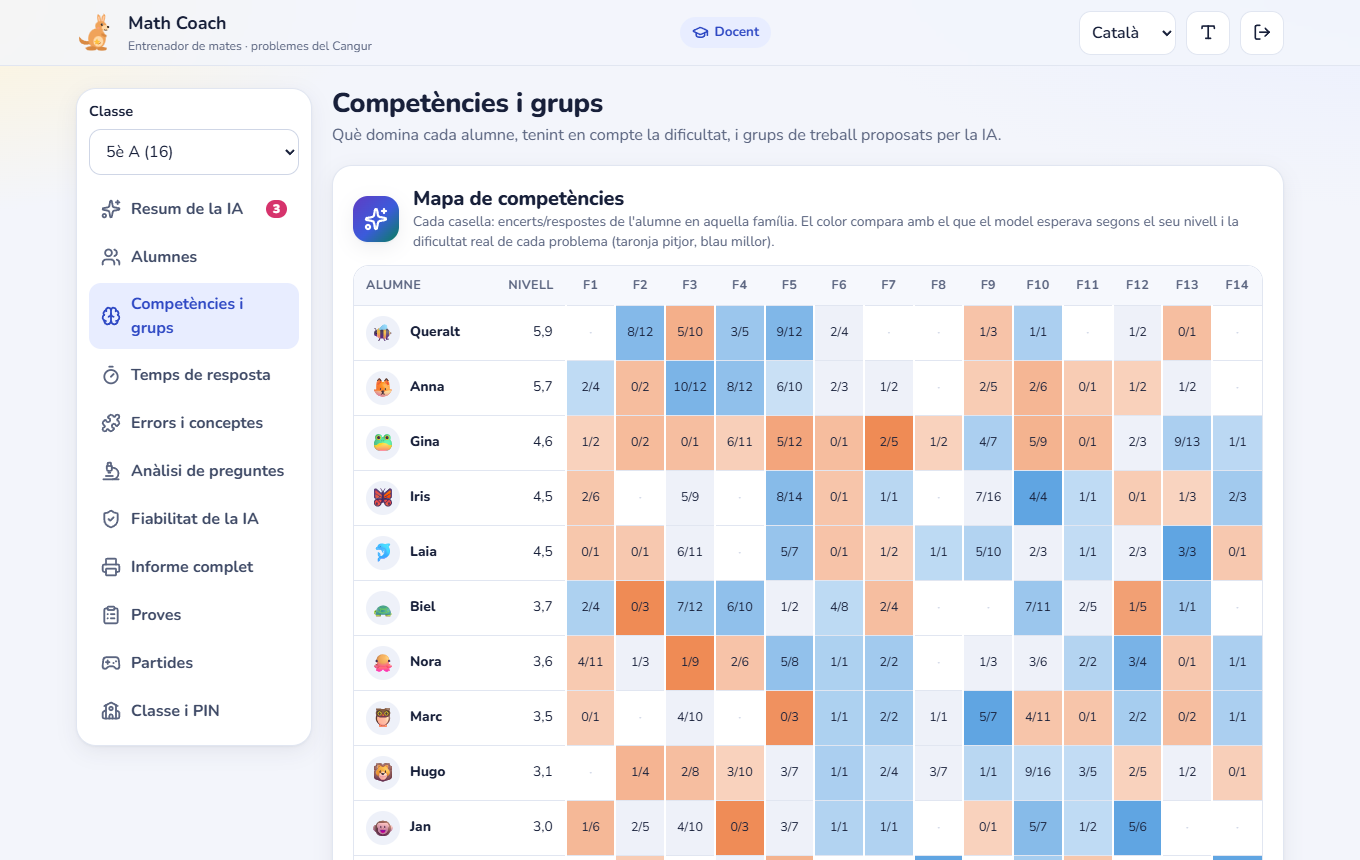 Math Coach
Entrenador de mates · problemes del Cangur
Docent
Català
Classe
5è A (16)
Resum de la IA 3
Alumnes
Competències i
grups
Temps de resposta
Errors i conceptes
Anàlisi de preguntes
Fiabilitat de la IA
Informe complet
Proves
Partides
Classe i PIN
Competències i grups
Què domina cada alumne, tenint en compte la dificultat, i grups de treball proposats per la IA.
Mapa de competències
Cada casella: encerts/respostes de l'alumne en aquella família. El color compara amb el que el model esperava segons el seu nivell i la
dificultat real de cada problema (taronja pitjor, blau millor).
ALUMNE NIVELL F1 F2 F3 F4 F5 F6 F7 F8 F9 F10 F11 F12 F13 F14
Queralt 5,9 · 8/12 5/10 3/5 9/12 2/4 · · 1/3 1/1 · 1/2 0/1 ·
Anna 5,7 2/4 0/2 10/12 8/12 6/10 2/3 1/2 · 2/5 2/6 0/1 1/2 1/2 ·
Gina 4,6 1/2 0/2 0/1 6/11 5/12 0/1 2/5 1/2 4/7 5/9 0/1 2/3 9/13 1/1
Iris 4,5 2/6 · 5/9 · 8/14 0/1 1/1 · 7/16 4/4 1/1 0/1 1/3 2/3
Laia 4,5 0/1 0/1 6/11 · 5/7 0/1 1/2 1/1 5/10 2/3 1/1 2/3 3/3 0/1
Biel 3,7 2/4 0/3 7/12 6/10 1/2 4/8 2/4 · · 7/11 2/5 1/5 1/1 ·
Nora 3,6 4/11 1/3 1/9 2/6 5/8 1/1 2/2 · 1/3 3/6 2/2 3/4 0/1 1/1
Marc 3,5 0/1 · 4/10 · 0/3 1/1 2/2 1/1 5/7 4/11 0/1 2/2 0/2 1/1
Hugo 3,1 · 1/4 2/8 3/10 3/7 1/1 2/4 3/7 1/1 9/16 3/5 2/5 1/2 0/1
Jan 3,0 1/6 2/5 4/10 0/3 3/7 1/1 1/1 · 0/1 5/7 1/2 5/6 · ·